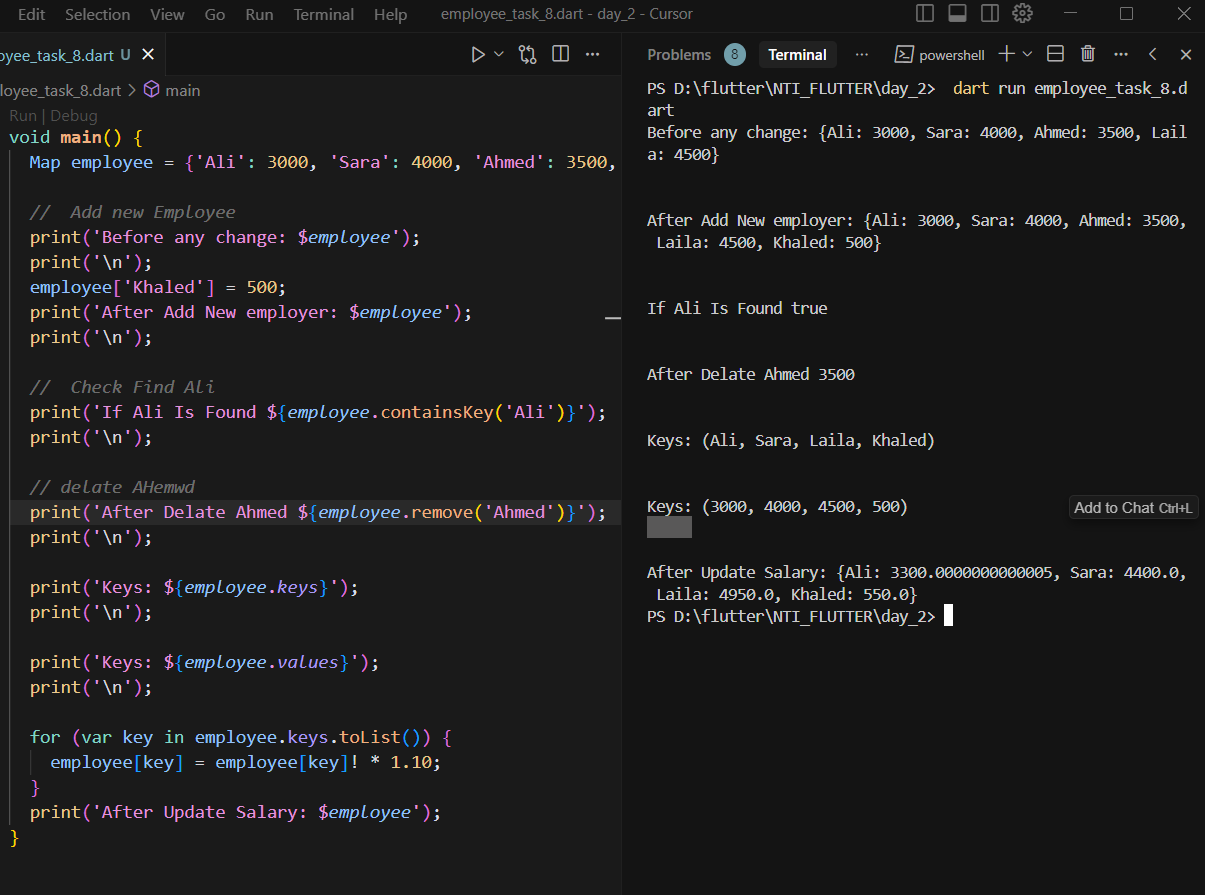 Edit Selection View Go Run Terminal Help employee_task_8.dart - day_2 - Cursor
oyee_task_8.dart U
loyee_task_8.dart > main
Run | Debug
void main() {
Map employee = {'Ali': 3000, 'Sara': 4000, 'Ahmed': 3500,
// Add new Employee
print('Before any change: $employee');
print('\n');
employee['Khaled'] = 500;
print('After Add New employer: $employee');
print('\n');
// Check Find Ali
print('If Ali Is Found ${employee.containsKey('Ali')}');
print('\n');
// delate AHemwd
print('After Delate Ahmed ${employee.remove('Ahmed')}');
print('\n');
print('Keys: ${employee.keys}');
print('\n');
print('Keys: ${employee.values}');
print('\n');
for (var key in employee.keys.toList()) {
employee[key] = employee[key]! * 1.10;
}
print('After Update Salary: $employee');
}
Problems 8 Terminal ... powershell
PS D:\flutter\NTI_FLUTTER\day_2> dart run employee_task_8.d
art
Before any change: {Ali: 3000, Sara: 4000, Ahmed: 3500, Lail
a: 4500}
After Add New employer: {Ali: 3000, Sara: 4000, Ahmed: 3500,
Laila: 4500, Khaled: 500}
If Ali Is Found true
After Delate Ahmed 3500
Keys: (Ali, Sara, Laila, Khaled)
Keys: (3000, 4000, 4500, 500)
Add to Chat Ctrl+L
After Update Salary: {Ali: 3300.0000000000005, Sara: 4400.0,
Laila: 4950.0, Khaled: 550.0}
PS D:\flutter\NTI_FLUTTER\day_2>